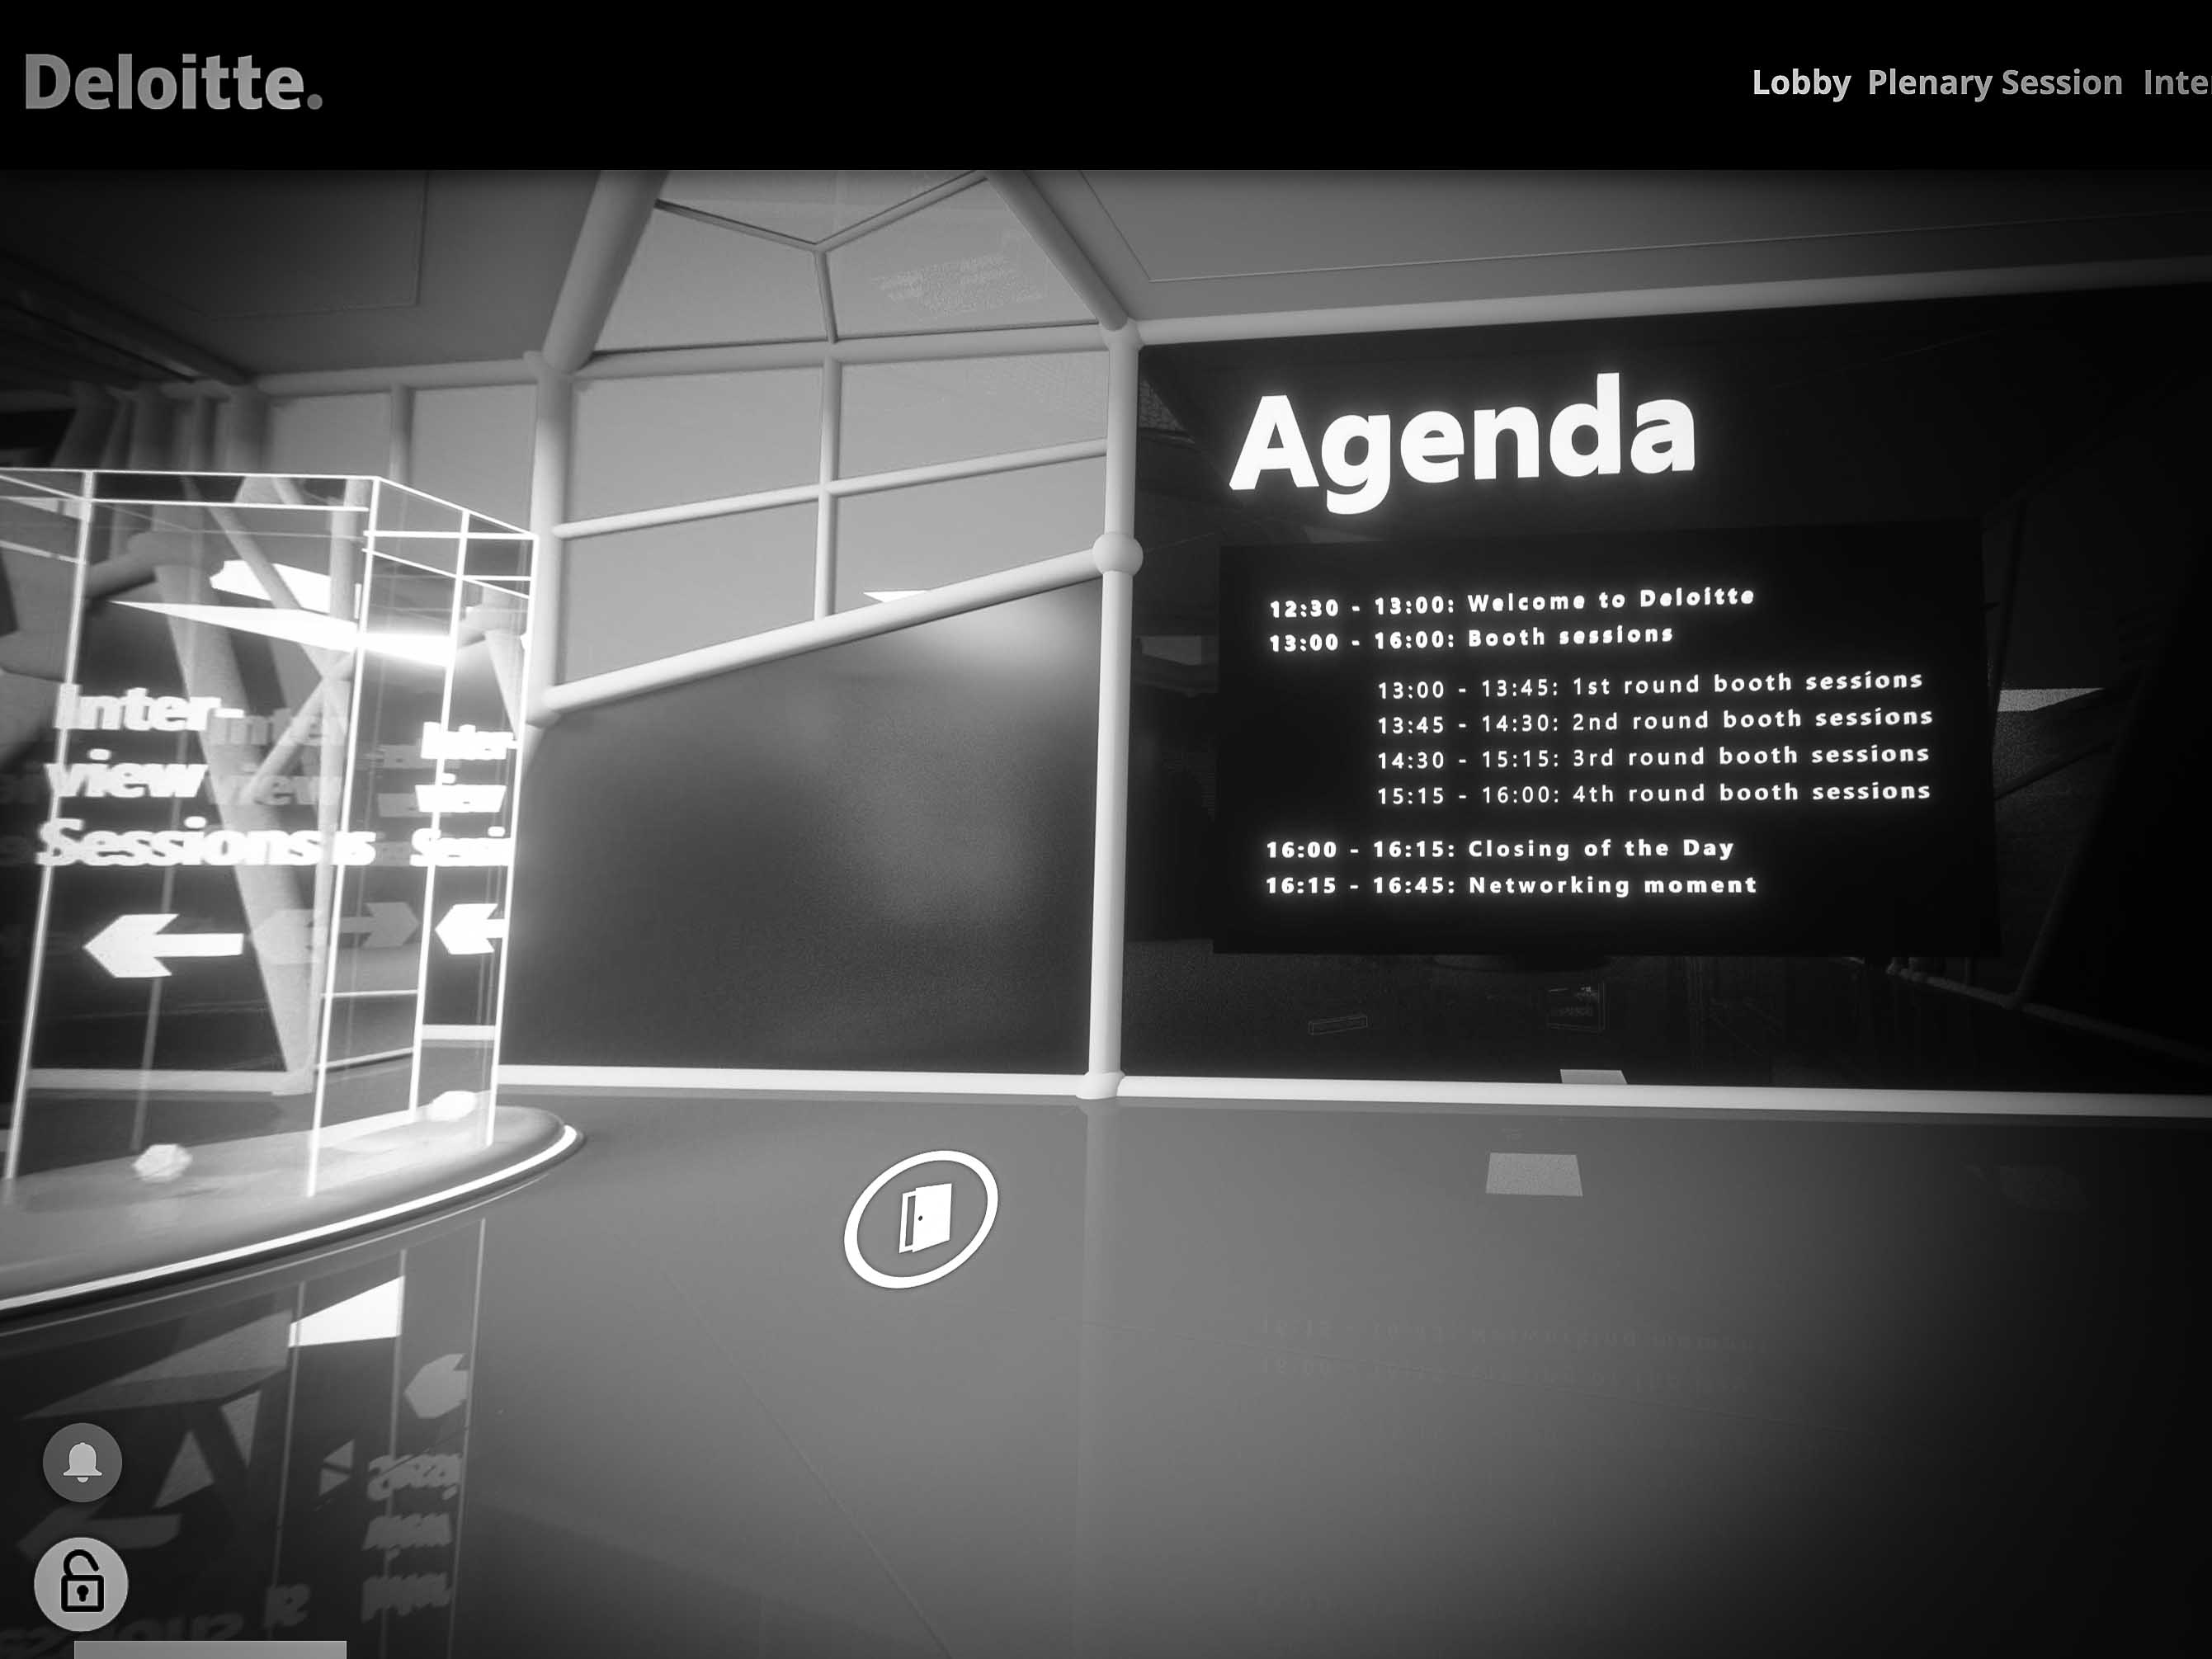 Deloitte.
Lobby Plenary Session Inte
Agenda
12:30 - 13:00: Welcome to Deloitte
13:00 - 16:00: Booth sessions
13:00 - 13:45: 1st round booth sessions
13:45 - 14:30: 2nd round booth sessions
14:30 - 15:15: 3rd round booth sessions
15:15 - 16:00: 4th round booth sessions
16:00 - 16:15: Closing of the Day
16:15 - 16:45: Networking moment
Inter-
view
Sessions
Inter-
view
Sessi